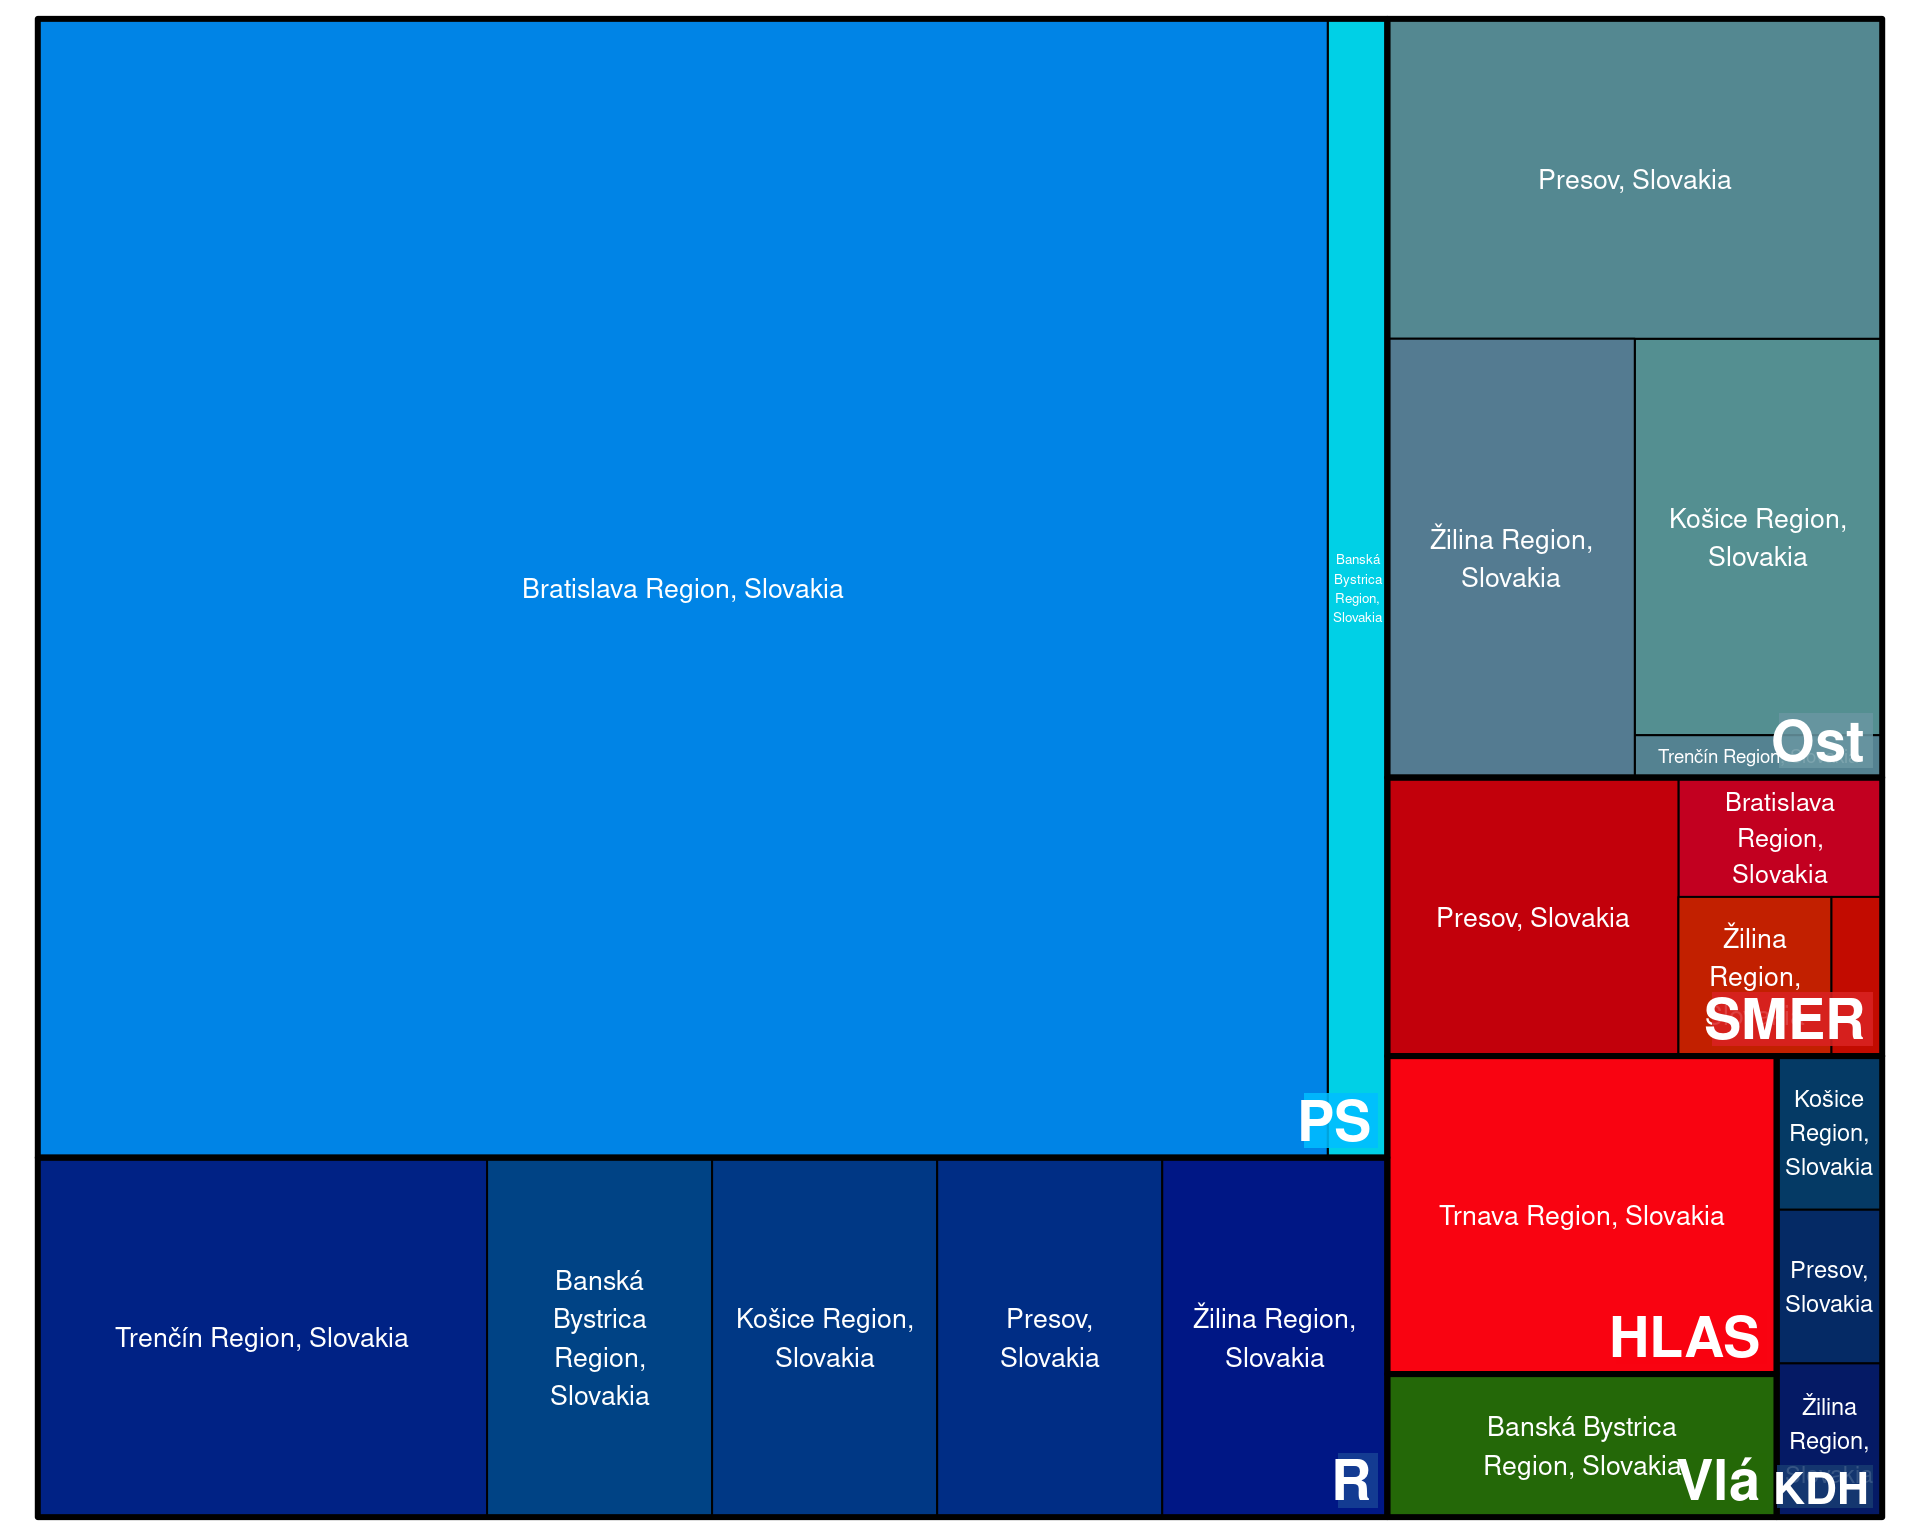 Bratislava Region, Slovakia
Banská
Bystrica
Region,
Slovakia
PS
Trenčín Region, Slovakia
Banská
Bystrica
Region,
Slovakia
Košice Region,
Slovakia
Presov,
Slovakia
Žilina Region,
Slovakia
R
Presov, Slovakia
Žilina Region,
Slovakia
Košice Region,
Slovakia
Trenčín Region
Ost
Presov, Slovakia
Bratislava
Region,
Slovakia
Žilina
Region,
SMER
Trnava Region, Slovakia
HLAS
Banská Bystrica
Region, Slovakia
Vlá
Košice
Region,
Slovakia
Presov,
Slovakia
Žilina
Region,
KDH